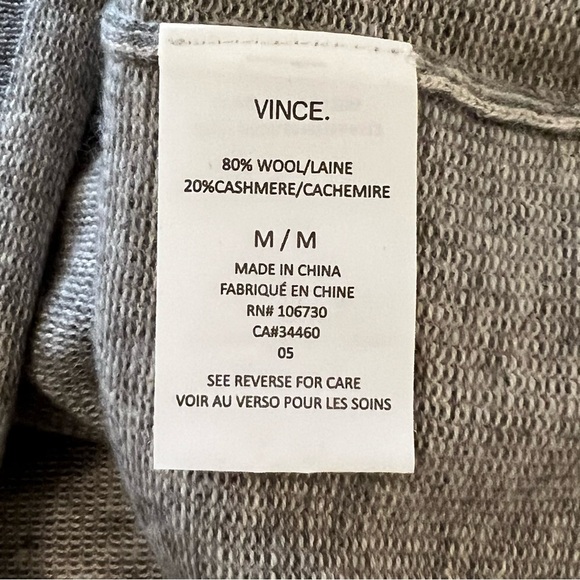 VINCE.
80% WOOL/LAINE
20%CASHMERE/CACHEMIRE
M / M
MADE IN CHINA
FABRIQUÉ EN CHINE
RN# 106730
CA#34460
05
SEE REVERSE FOR CARE
VOIR AU VERSO POUR LES SOINS